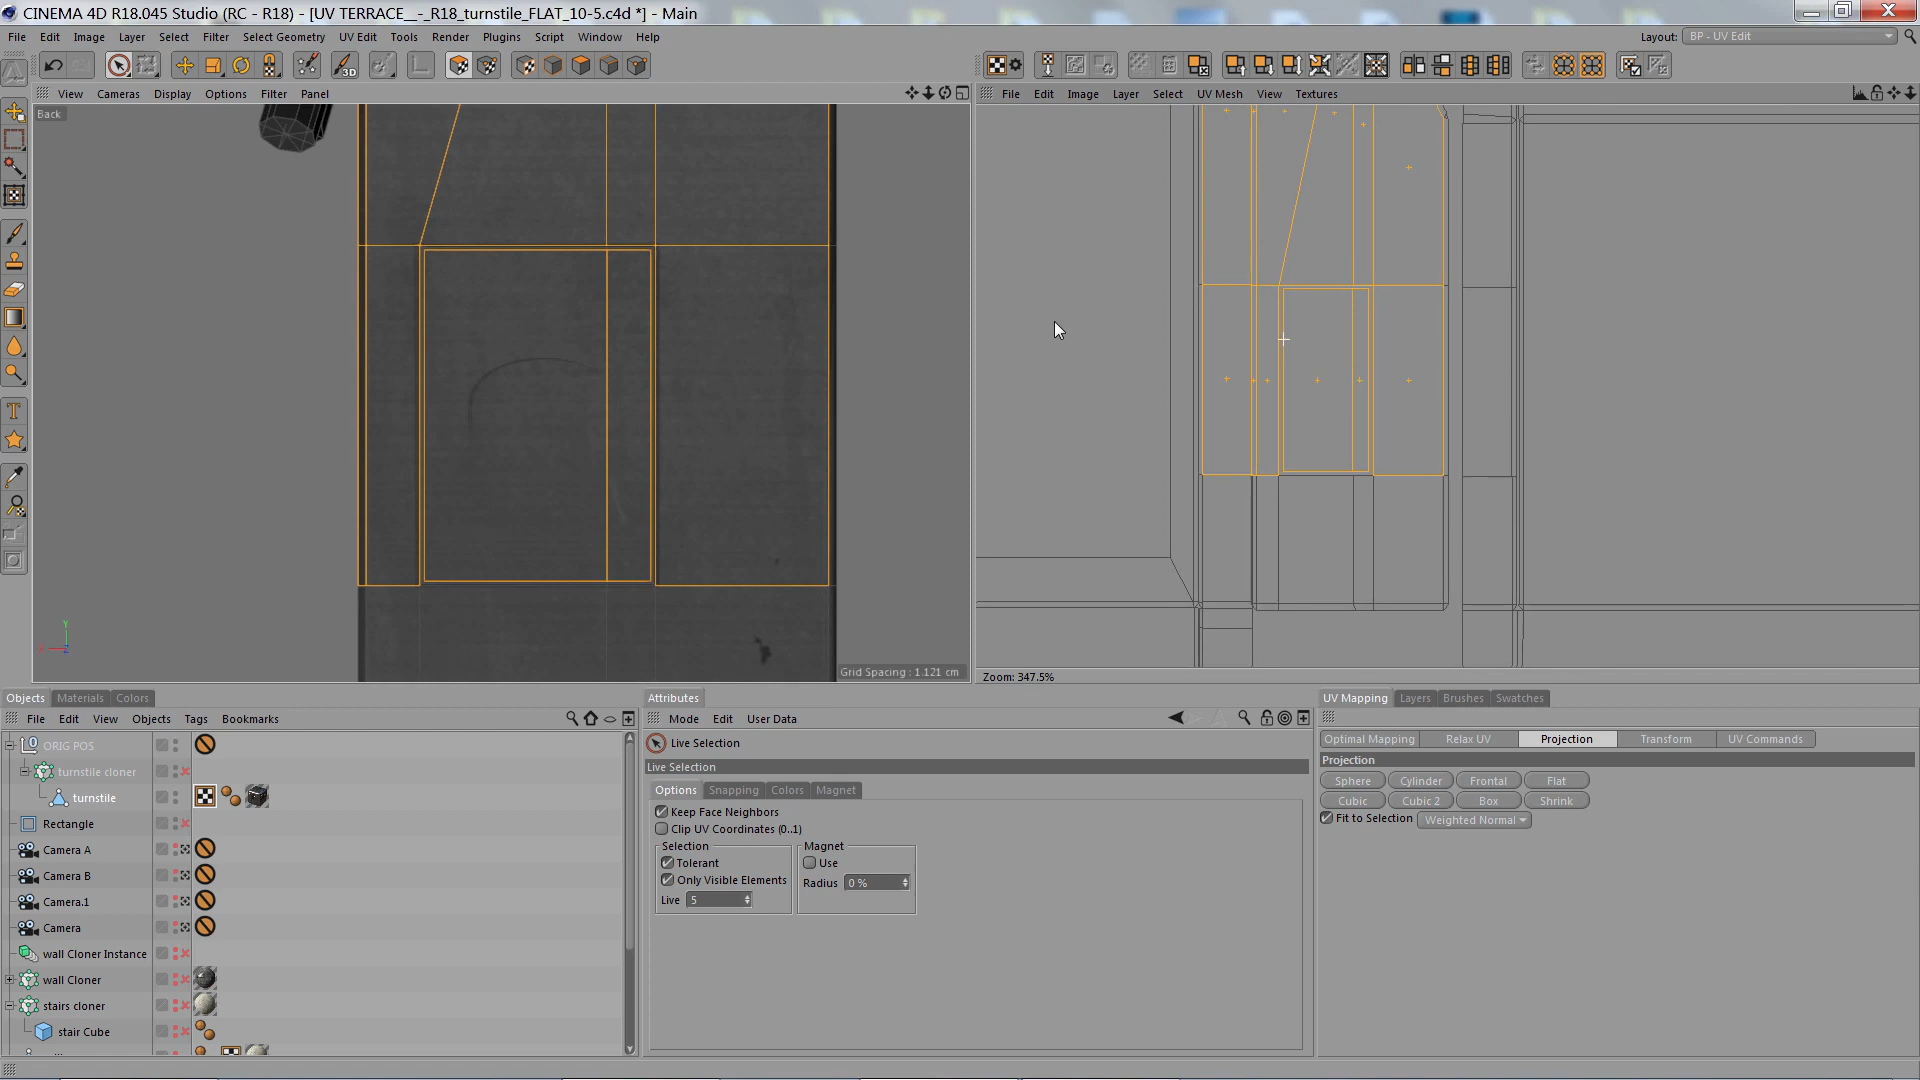 CINEMA 4D R18.045 Studio (RC - R18) - [UV TERRACE__-_R18_turnstile_FLAT_10-5.c4d *] - Main
File Edit Image Layer Select Filter Select Geometry UV Edit Tools Render Plugins Script Window Help
Layout: BP - UV Edit
3D
View Cameras Display Options Filter Panel
File Edit Image Layer Select UV Mesh View Textures
Back
Y
Grid Spacing : 1.121 cm
Zoom: 347.5%
Objects Materials Colors
File Edit View Objects Tags Bookmarks
ORIG POS
turnstile cloner
turnstile
Rectangle
Camera A
Camera B
Camera.1
Camera
wall Cloner Instance
wall Cloner
stairs cloner
stair Cube
Attributes
Mode Edit User Data
Live Selection
Live Selection
Options Snapping Colors Magnet
Keep Face Neighbors
Clip UV Coordinates (0..1)
Selection
Tolerant
Only Visible Elements
Live 5
Magnet
Use
Radius 0 %
UV Mapping Layers Brushes Swatches
Optimal Mapping Relax UV Projection Transform UV Commands
Projection
Sphere Cylinder Frontal Flat
Cubic Cubic 2 Box Shrink
Fit to Selection Weighted Normal